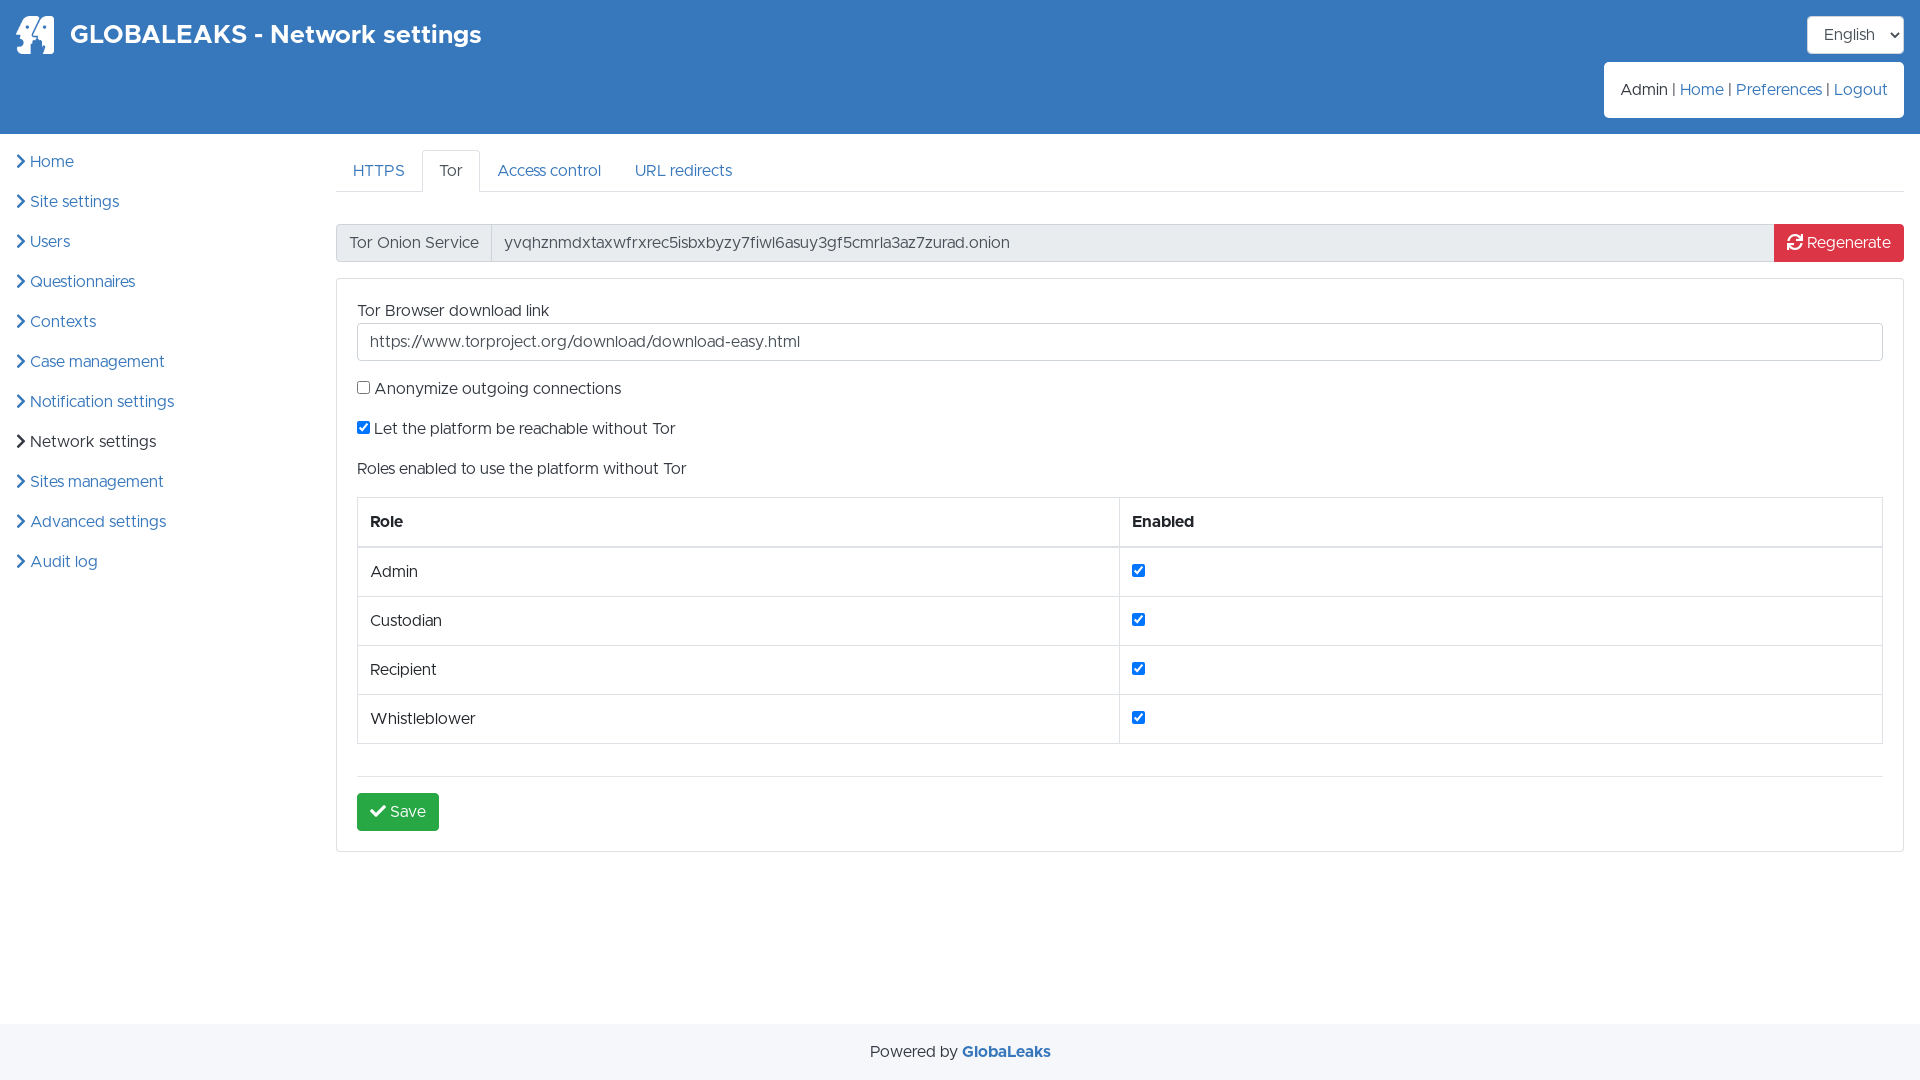 GLOBALEAKS - Network settings
English
Admin | Home | Preferences | Logout
Home
Site settings
Users
Questionnaires
Contexts
Case management
Notification settings
Network settings
Sites management
Advanced settings
Audit log
HTTPS Tor Access control URL redirects
Tor Onion Service yvqhznmdxtaxwfrxrec5isbxbyzy7fiwl6asuy3gf5cmrla3az7zurad.onion Regenerate
Tor Browser download link
https://www.torproject.org/download/download-easy.html
Anonymize outgoing connections
Let the platform be reachable without Tor
Roles enabled to use the platform without Tor
Role Enabled
Admin
Custodian
Recipient
Whistleblower
Save
Powered by GlobaLeaks